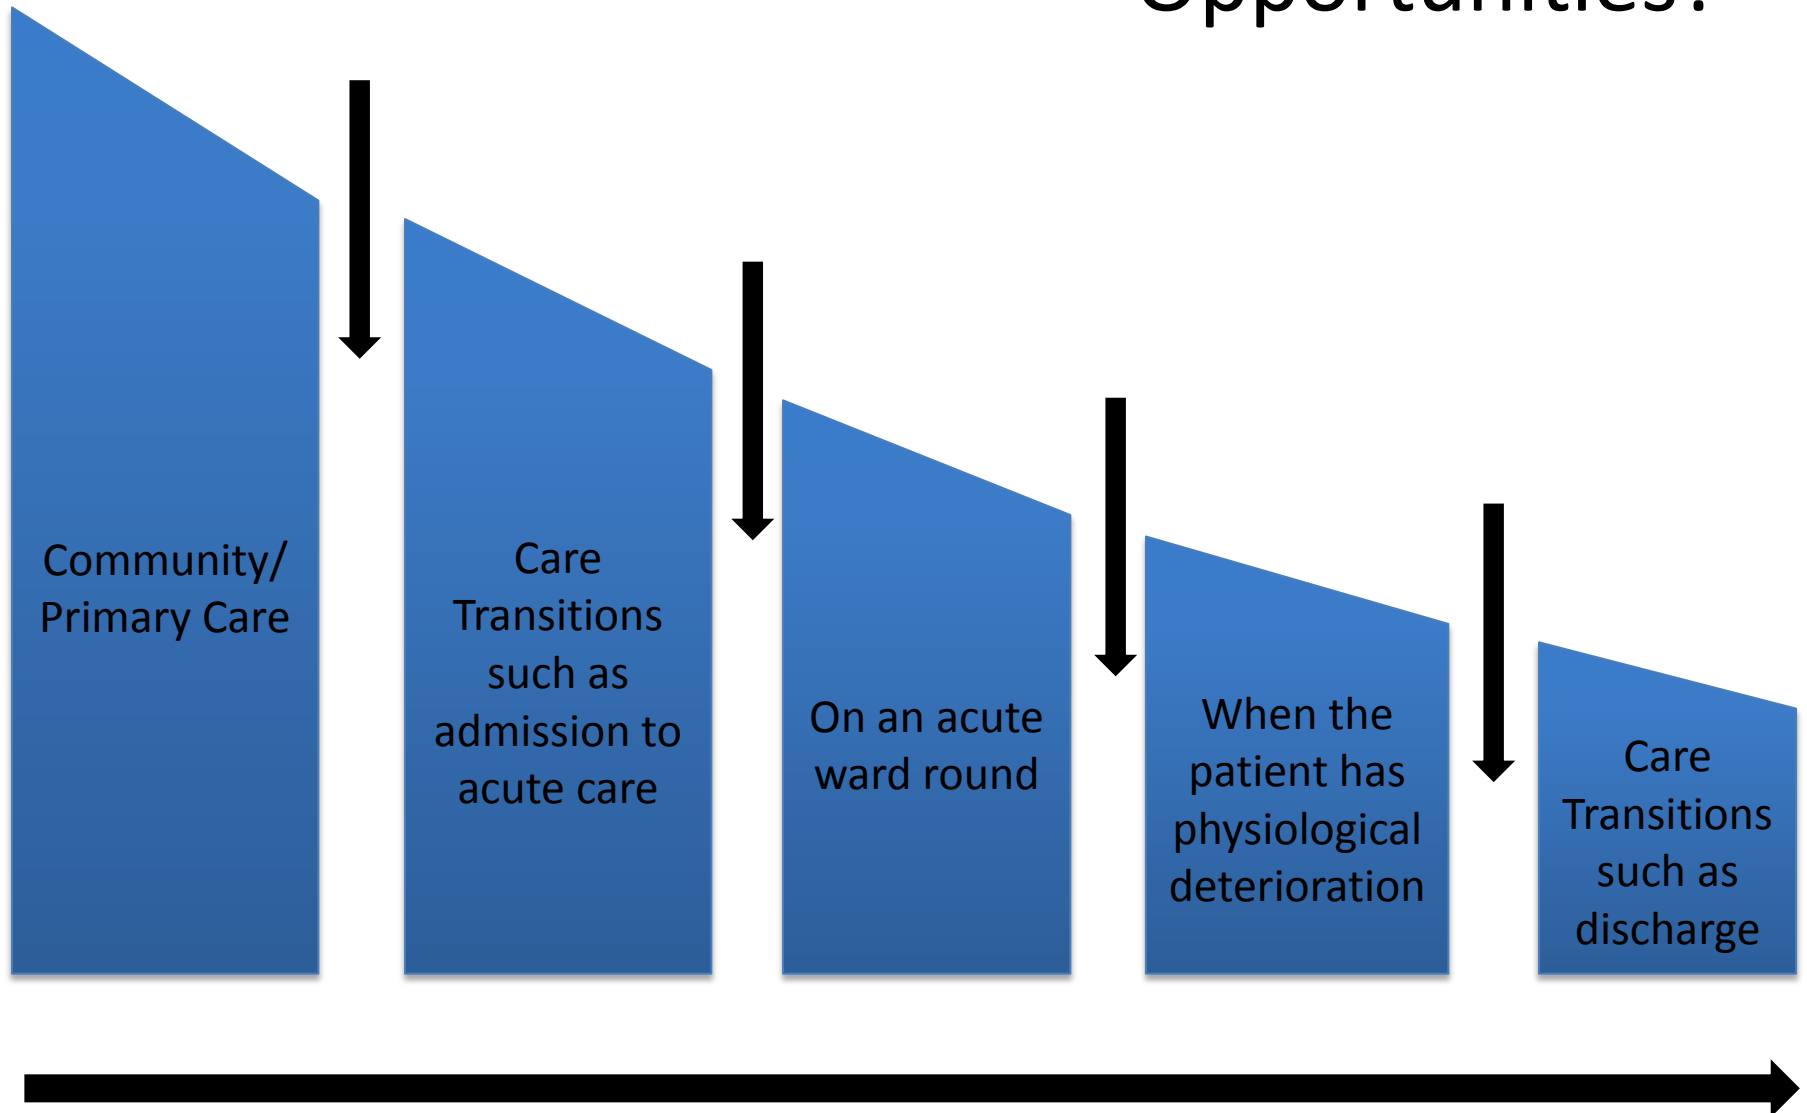 Opportunities?
Community/
Primary Care
Care
Transitions
such as
admission to
acute care
On an acute
ward round
When the
patient has
physiological
deterioration
Care
Transitions
such as
discharge